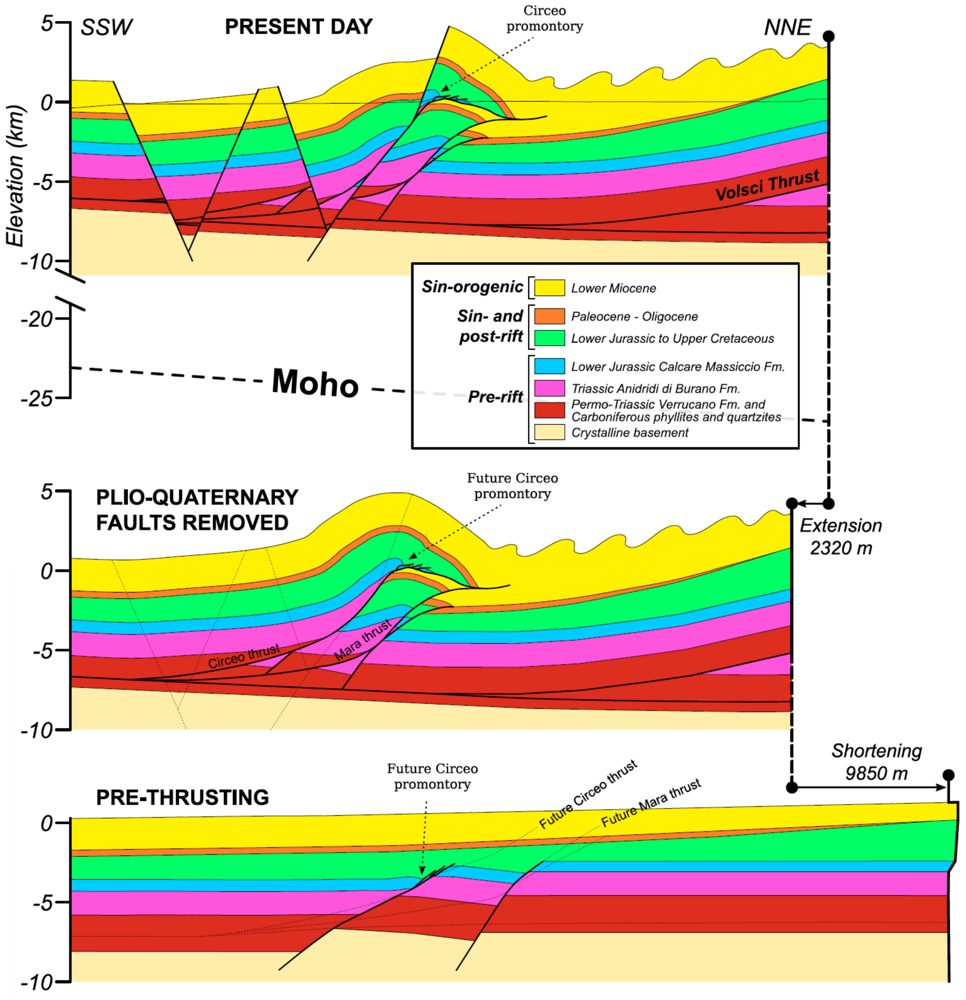 SSW
PRESENT DAY
Circeo
promontory
NNE
Elevation (km)
5
0
-5
-10
-20
-25
Volsci Thrust
Moho
Sin-orogenic
Lower Miocene
Sin- and
post-rift
Paleocene - Oligocene
Lower Jurassic to Upper Cretaceous
Pre-rift
Lower Jurassic Calcare Massiccio Fm.
Triassic Anidridi di Burano Fm.
Permo-Triassic Verrucano Fm. and
Carboniferous phyllites and quartzites
Crystalline basement
PLIO-QUATERNARY
FAULTS REMOVED
Future Circeo
promontory
Extension
2320 m
5
0
-5
-10
Circeo thrust
Mara thrust
Shortening
9850 m
PRE-THRUSTING
Future Circeo
promontory
Future Circeo thrust
Future Mara thrust
0
-5
-10